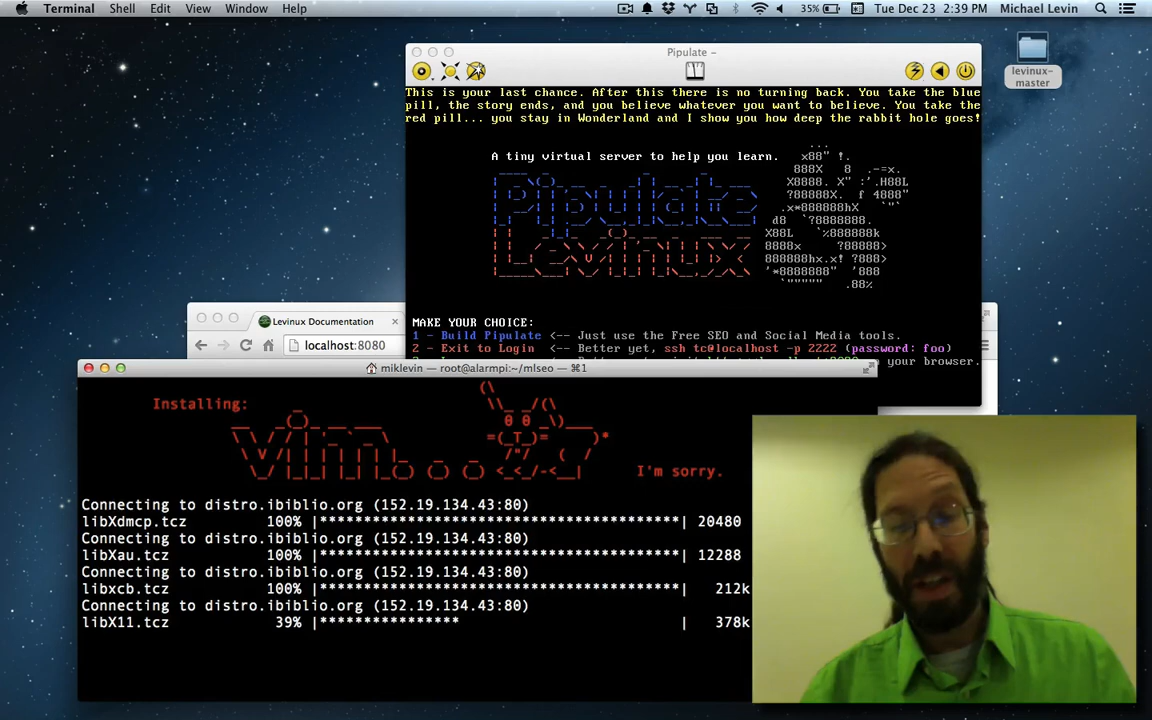 Terminal Shell Edit View Window Help 35% Tue Dec 23 2:39 PM Michael Levin
Pipulate –
levinux-
master
This is your last chance. After this there is no turning back. You take the blue
pill, the story ends, and you believe whatever you want to believe. You take the
red pill... you stay in Wonderland and I show you how deep the rabbit hole goes!
A tiny virtual server to help you learn.
Pipulate
Levinux
MAKE YOUR CHOICE:
1 - Build Pipulate <-- Just use the Free SEO and Social Media tools.
2 - Exit to Login <-- Better yet, ssh tc@localhost -p 2222 (password: foo)
your browser.
Levinux Documentation
localhost:8080
miklevin — root@alarmpi:~/mlseo — ⌘1
Installing:
vim...
I'm sorry.
Connecting to distro.ibiblio.org (152.19.134.43:80)
libXdmcp.tcz 100% |*******************************************| 20480
Connecting to distro.ibiblio.org (152.19.134.43:80)
libXau.tcz 100% |*******************************************| 12288
Connecting to distro.ibiblio.org (152.19.134.43:80)
libxcb.tcz 100% |*******************************************| 212k
Connecting to distro.ibiblio.org (152.19.134.43:80)
libX11.tcz 39% |**************** | 378k